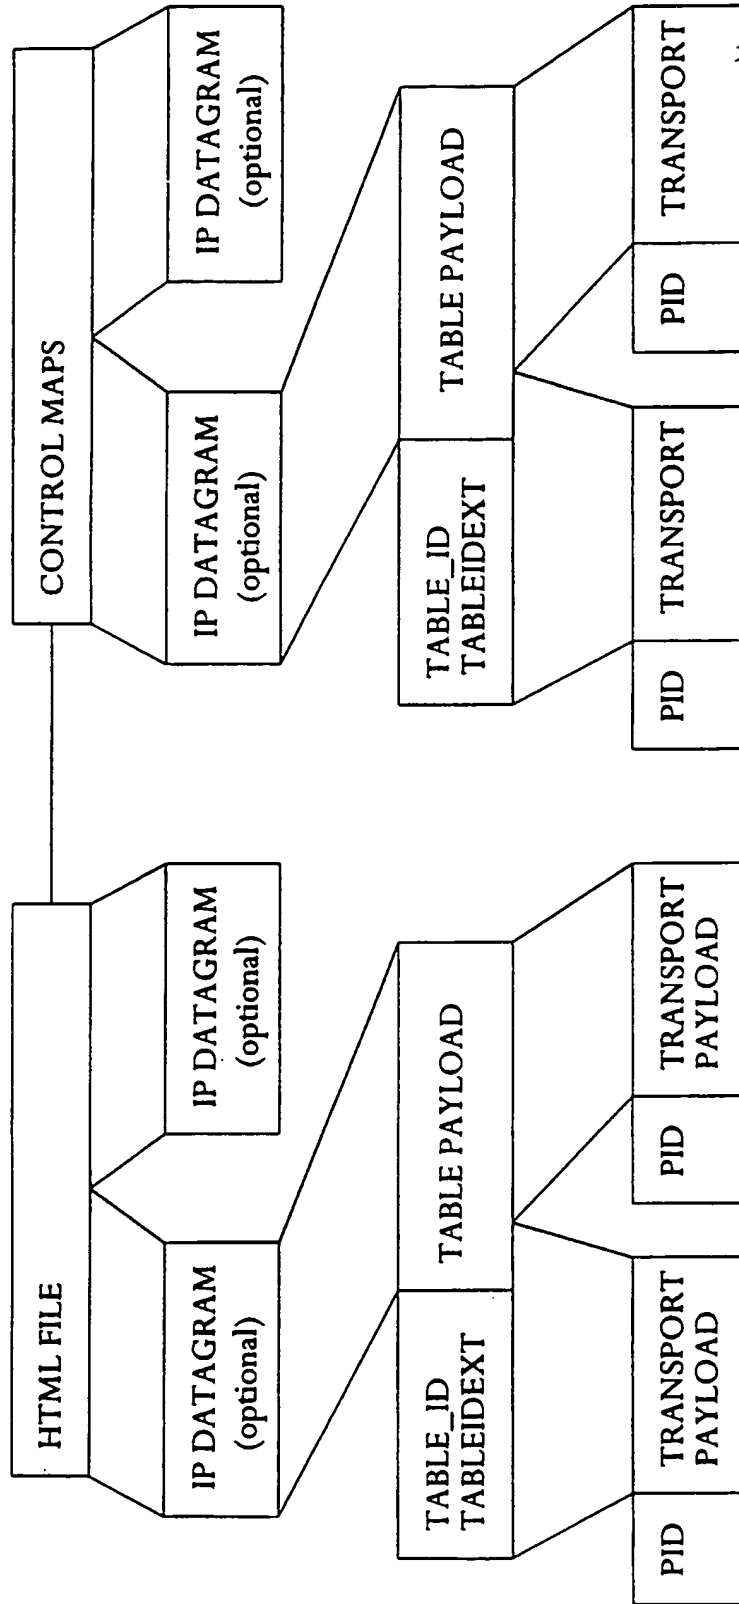 HTML FILE
CONTROL MAPS
IP DATAGRAM
(optional)
IP DATAGRAM
(optional)
IP DATAGRAM
(optional)
IP DATAGRAM
(optional)
TABLE_ID
TABLEIDEXT
TABLE PAYLOAD
TABLE_ID
TABLEIDEXT
TABLE PAYLOAD
PID
TRANSPORT
PAYLOAD
PID
TRANSPORT
PAYLOAD
PID
TRANSPORT
PID
TRANSPORT